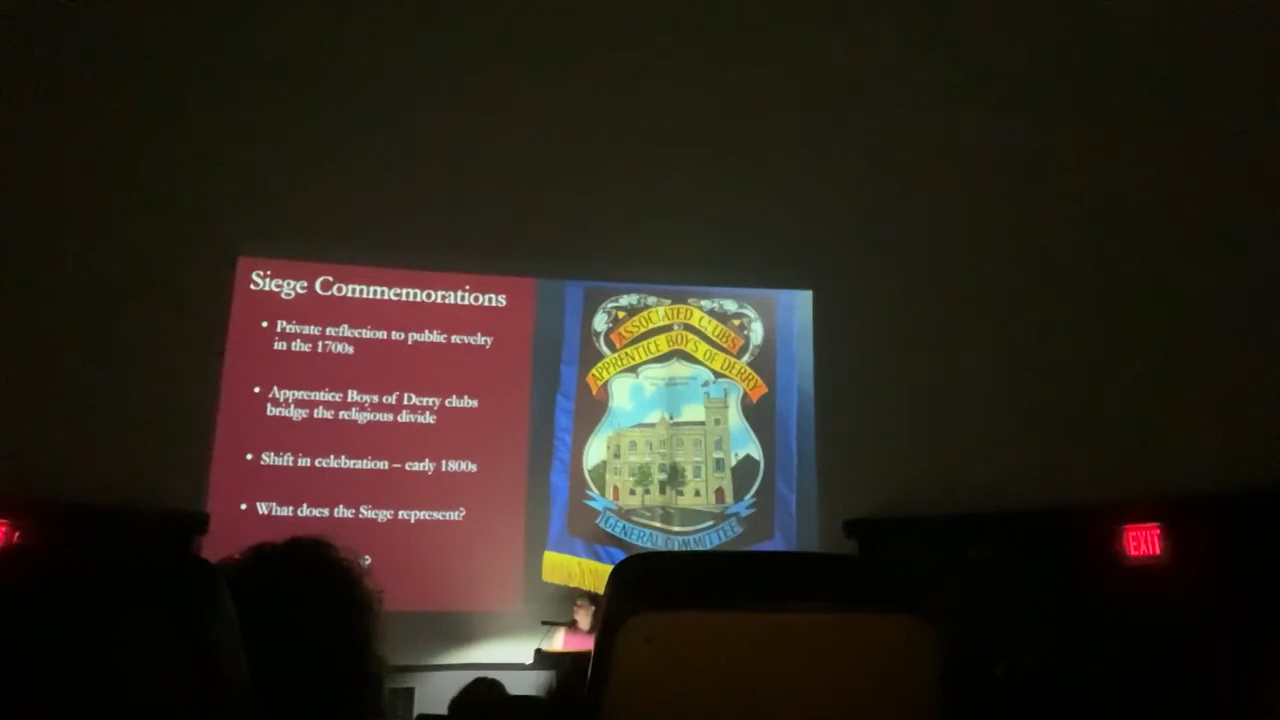 Siege Commemorations
• Private reflection to public revelry
in the 1700s
• Apprentice Boys of Derry clubs
bridge the religious divide
• Shift in celebration – early 1800s
• What does the Siege represent?
?
ASSOCIATED CLUBS
APPRENTICE BOYS OF DERRY
GENERAL COMMITTEE
EXIT